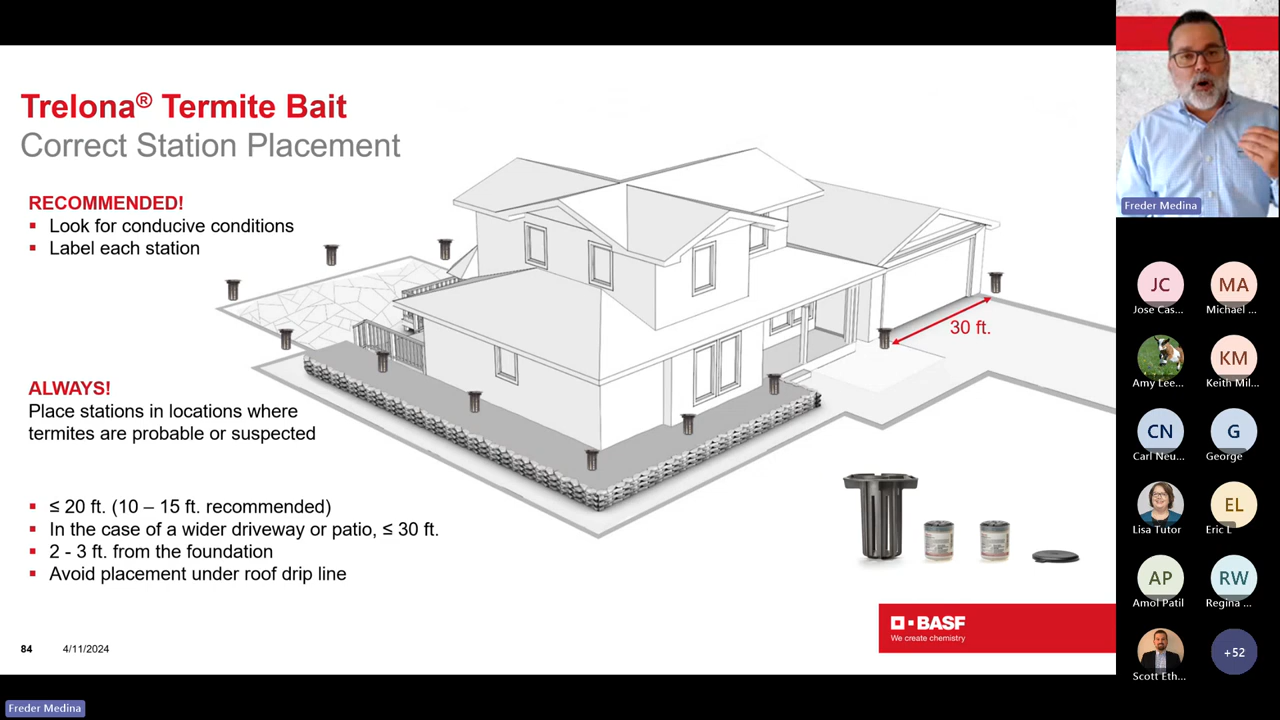 Trelona® Termite Bait
Correct Station Placement
RECOMMENDED!
▪ Look for conducive conditions
▪ Label each station
30 ft.
ALWAYS!
Place stations in locations where
termites are probable or suspected
▪ ≤ 20 ft. (10 – 15 ft. recommended)
▪ In the case of a wider driveway or patio, ≤ 30 ft.
▪ 2 - 3 ft. from the foundation
▪ Avoid placement under roof drip line
BASF
We create chemistry
84 4/11/2024
Freder Medina
Freder Medina
JC MA
Jose Cas... Michael ...
KM
Amy Lee... Keith Mil...
CN G
Carl Neu... George
EL
Lisa Tutor Eric L
AP RW
Amol Patil Regina ...
+52
Scott Eth...